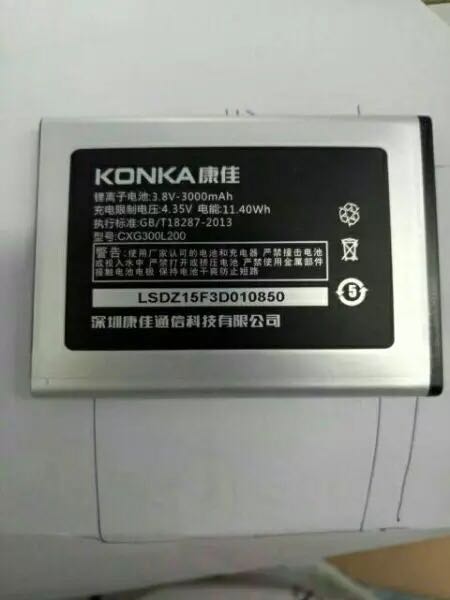 KONKA康佳
锂离子电池:3.8V-3000mAh
充电限制电压:4.35V 电能:11.40Wh
执行标准:GB/T18287-2013
型号:CXG300L200
警告:使用厂家认可的电池和充电器 严禁撞击电池
或投入水中 严禁打开或挤压电池 严禁使用金属部件
接触电池电极 保持电池干亮防止短路
LSDZ15F3D010850
深圳康佳通信科技有限公司
5